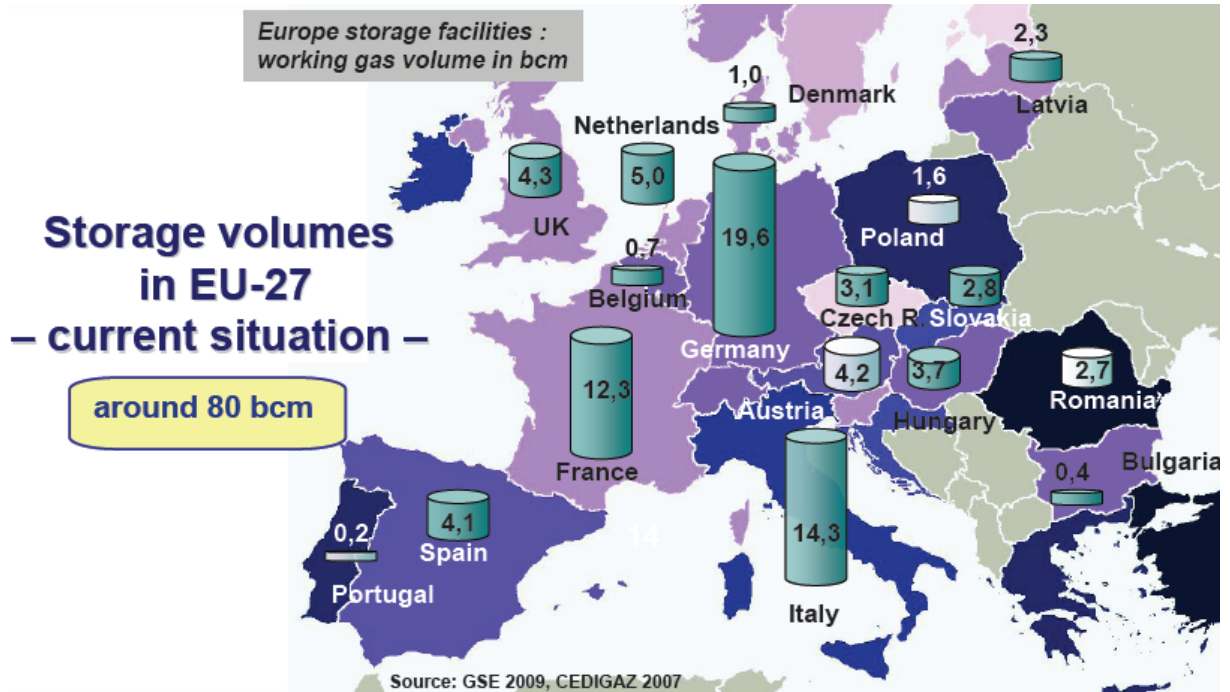 Europe storage facilities :
working gas volume in bcm
Storage volumes
in EU-27
– current situation –
around 80 bcm
2,3
Latvia
1,0
Denmark
Netherlands
5,0
4,3
UK
1,6
Poland
19,6
Germany
0,7
Belgium
3,1
Czech R.
2,8
Slovakia
12,3
France
4,2
Austria
3,7
Hungary
2,7
Romania
0,4
Bulgaria
4,1
Spain
0,2
Portugal
14
14,3
Italy
Source: GSE 2009, CEDIGAZ 2007